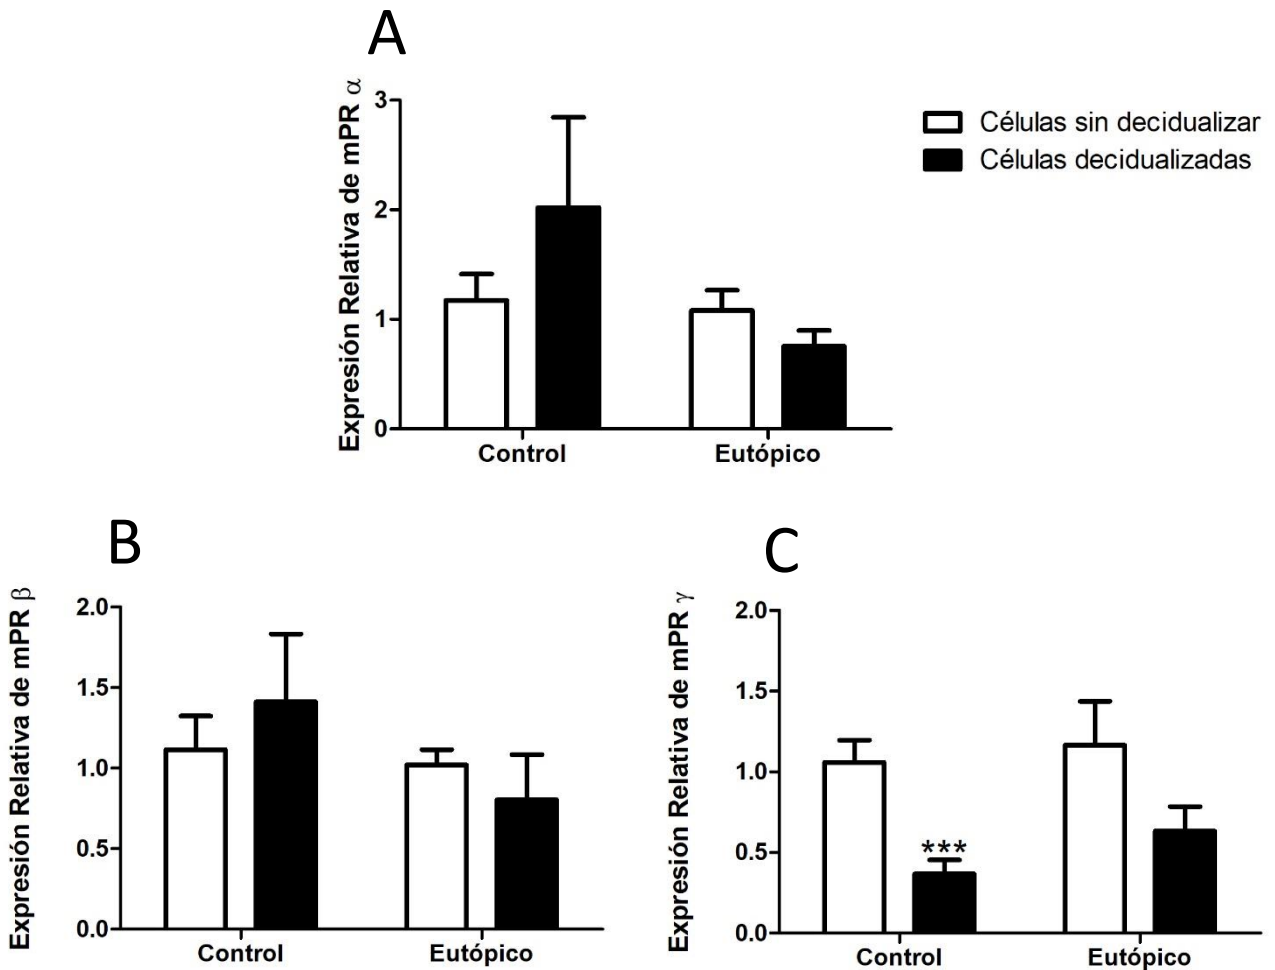 A
Expresión Relativa de mPR α
3
2
1
0
Control
Eutópico
Células sin decidualizar
Células decidualizadas
B
Expresión Relativa de mPR β
2.0
1.5
1.0
0.5
0.0
Control
Eutópico
C
Expresión Relativa de mPR γ
2.0
1.5
1.0
0.5
0.0
***
Control
Eutópico